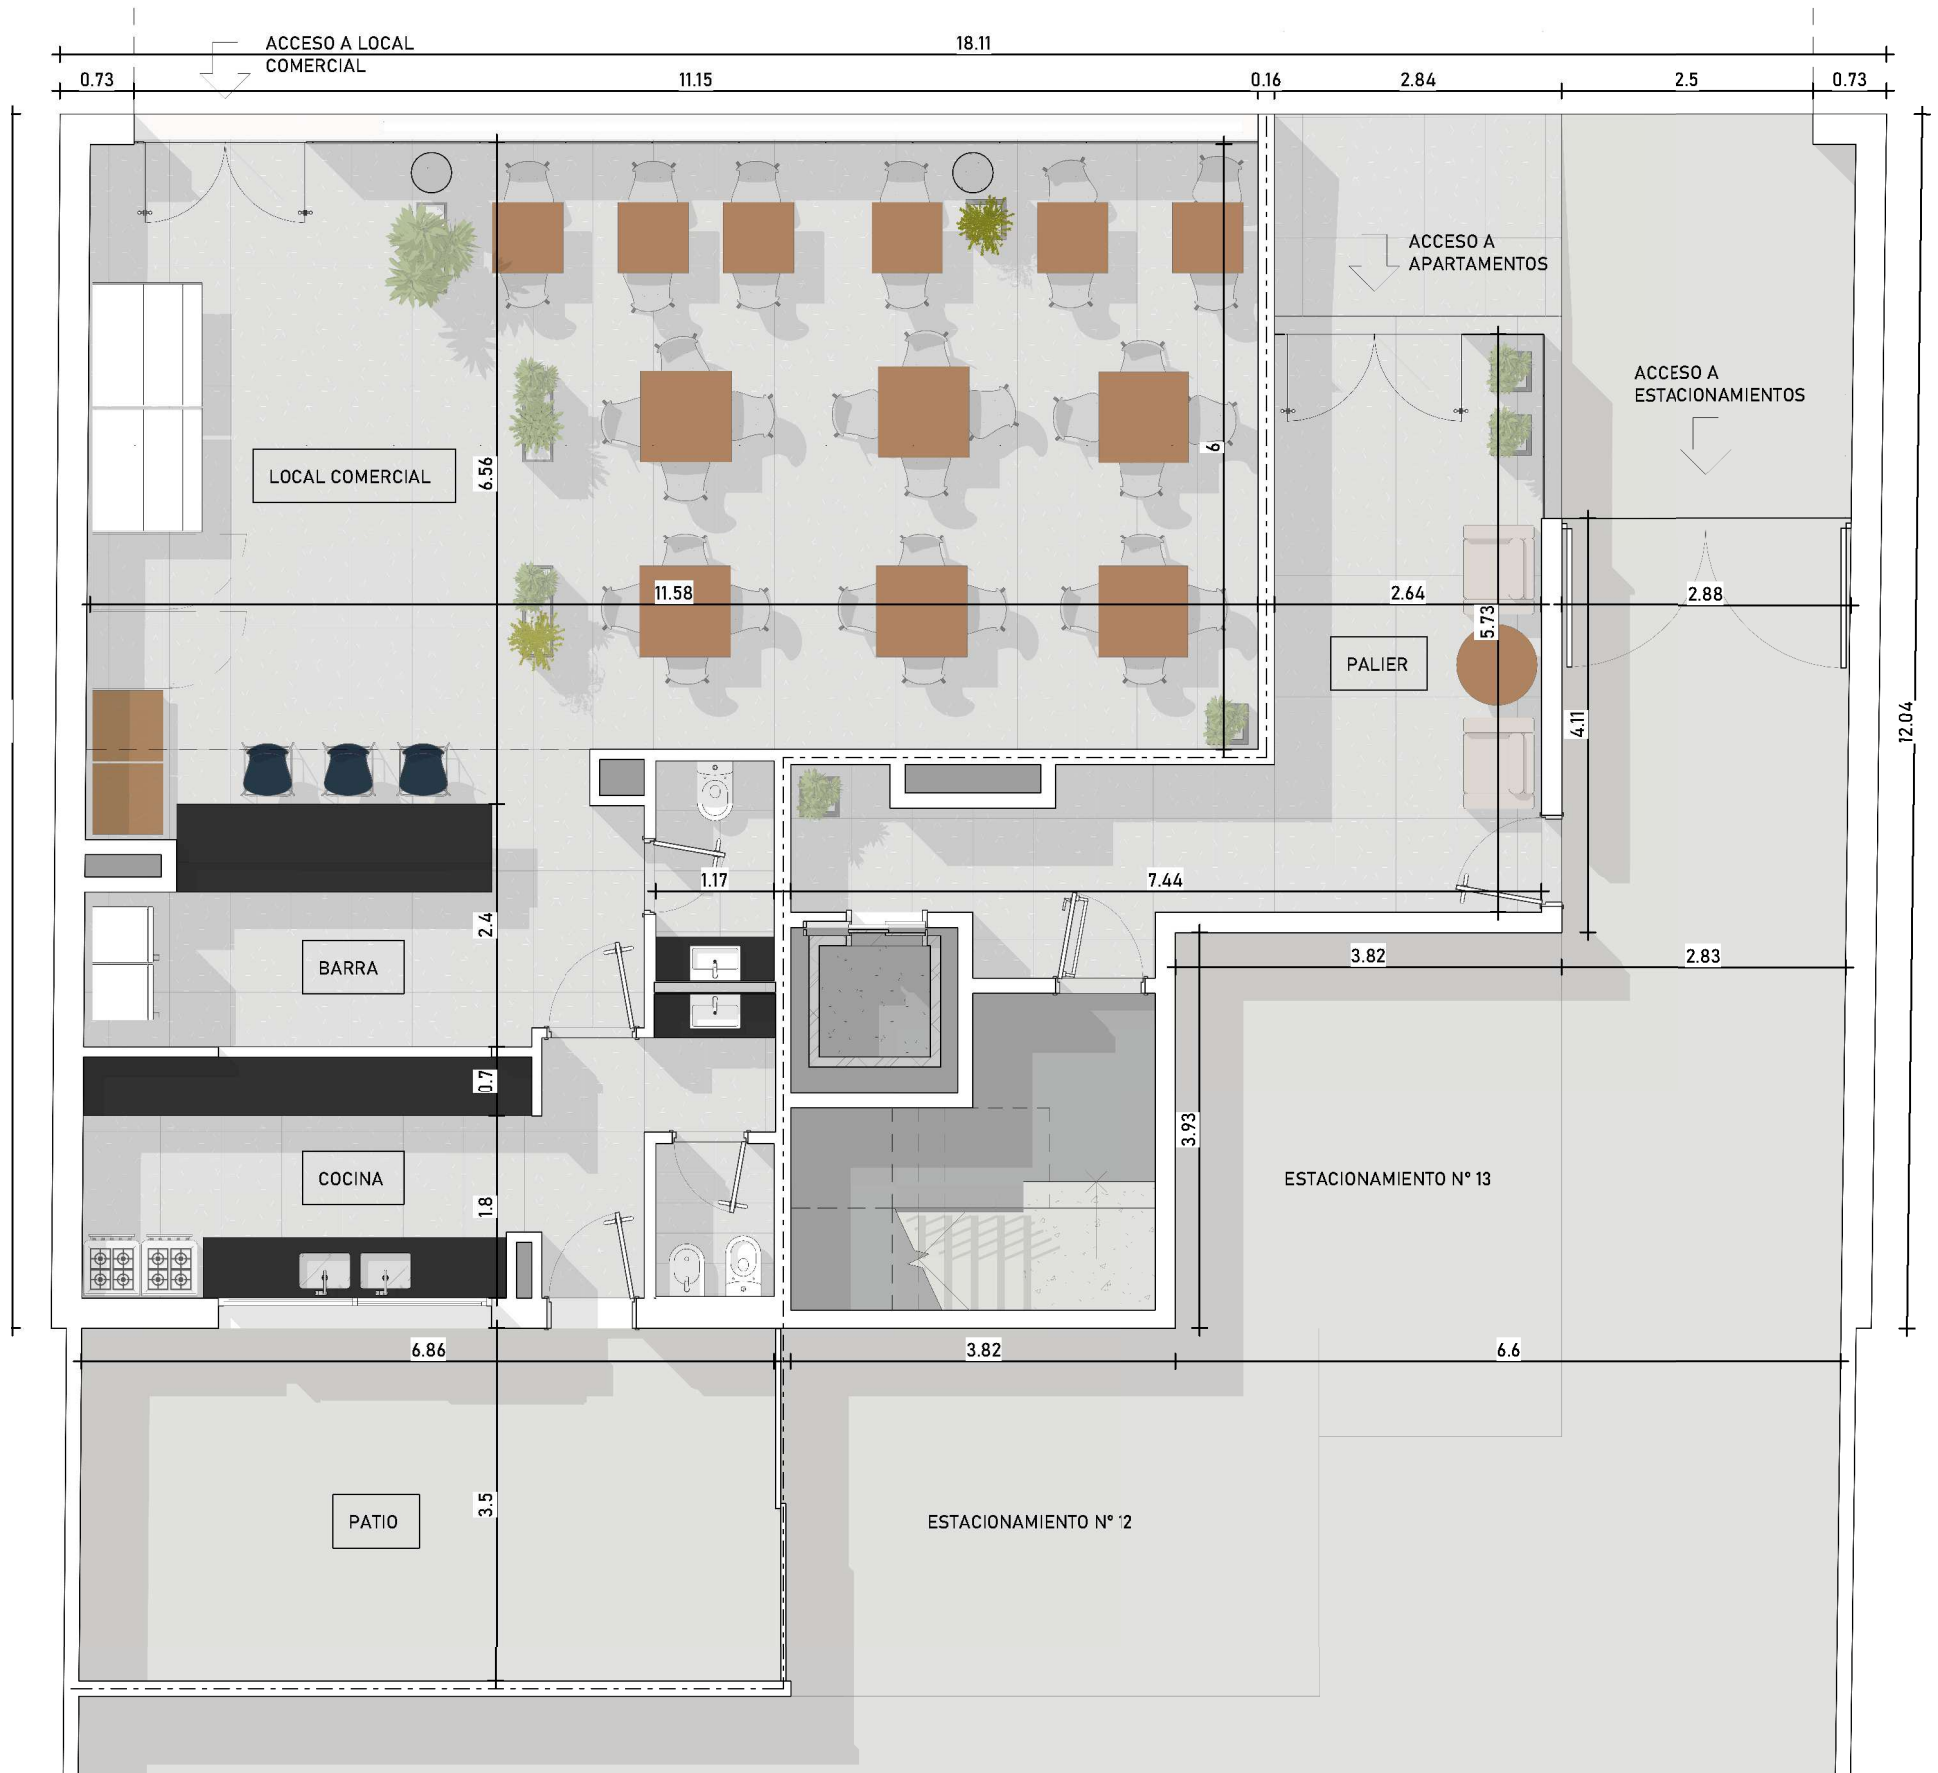 18.11
ACCESO A LOCAL
COMERCIAL
0.73
11.15
0.16
2.84
2.5
0.73
ACCESO A
APARTAMENTOS
ACCESO A
ESTACIONAMIENTOS
LOCAL COMERCIAL
6.56
6
11.58
2.64
2.88
5.73
PALIER
4.11
12.04
1.17
7.44
2.4
BARRA
3.82
2.83
0.7
3.93
COCINA
1.8
ESTACIONAMIENTO N° 13
6.86
3.82
6.6
3.5
PATIO
ESTACIONAMIENTO N° 12